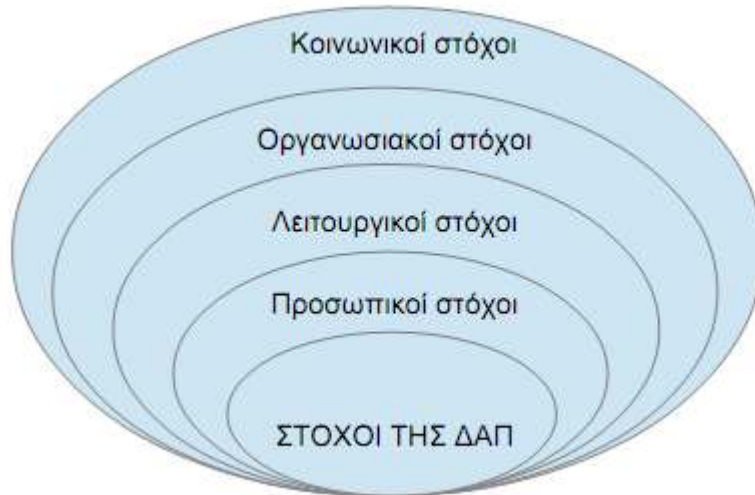 Κοινωνικοί στόχοι
Οργανωσιακοί στόχοι
Λειτουργικοί στόχοι
Προσωπικοί στόχοι
ΣΤΟΧΟΙ ΤΗΣ ΔΑΠ